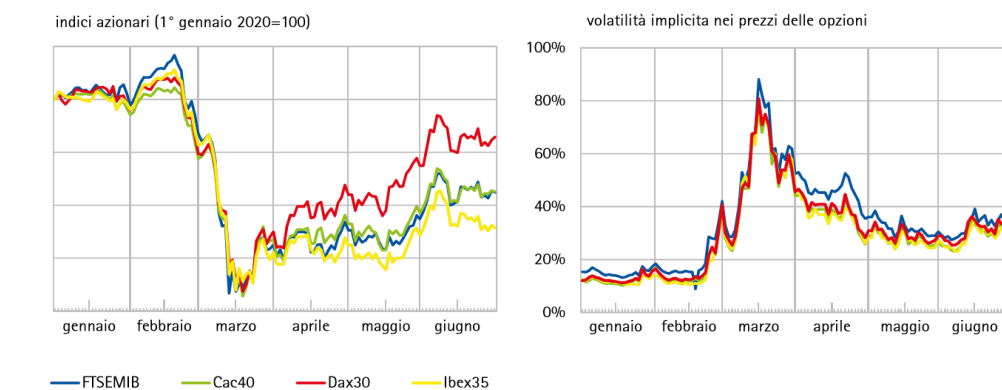 indici azionari (1° gennaio 2020=100)
gennaio febbraio marzo aprile maggio giugno
FTSEMIB Cac40 Dax30 Ibex35
volatilità implicita nei prezzi delle opzioni
100%
80%
60%
40%
20%
0%
gennaio febbraio marzo aprile maggio giugno